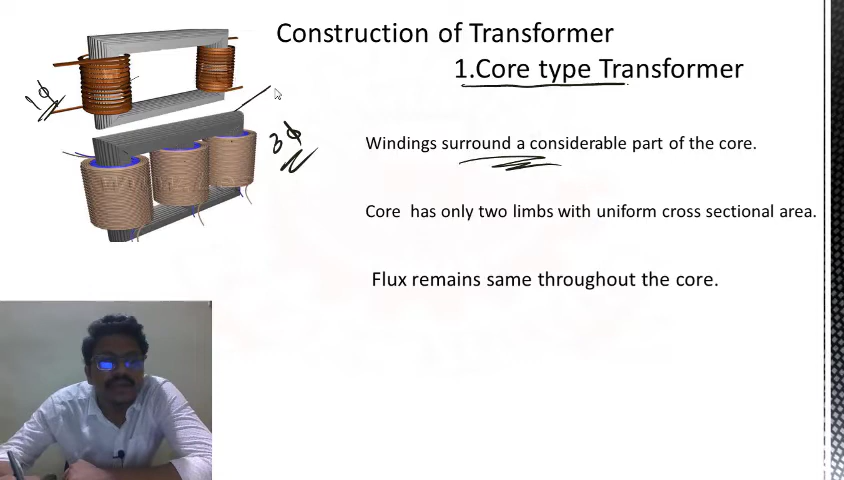 Construction of Transformer
1.Core type Transformer
1φ
3φ
Windings surround a considerable part of the core.
Core has only two limbs with uniform cross sectional area.
Flux remains same throughout the core.